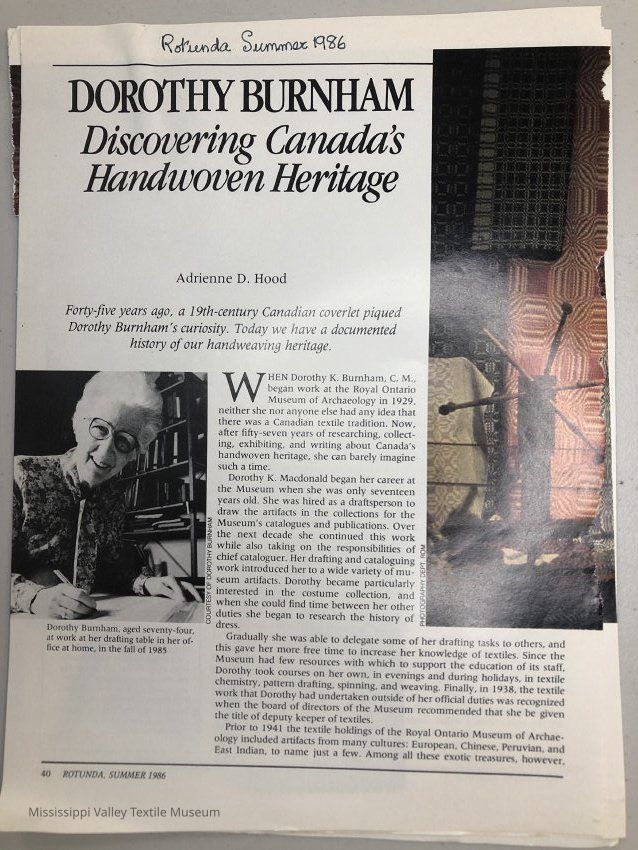 Rotunda Summer 1986
DOROTHY BURNHAM
Discovering Canada's
Handwoven Heritage
Adrienne D. Hood
Forty-five years ago, a 19th-century Canadian coverlet piqued
Dorothy Burnham's curiosity. Today we have a documented
history of our handweaving heritage.
WHEN Dorothy K. Burnham, C. M.,
began work at the Royal Ontario
Museum of Archaeology in 1929,
neither she nor anyone else had any idea that
there was a Canadian textile tradition. Now,
after fifty-seven years of researching, collect-
ing, exhibiting, and writing about Canada's
handwoven heritage, she can barely imagine
such a time.
Dorothy K. Macdonald began her career at
the Museum when she was only seventeen
years old. She was hired as a draftsperson to
draw the artifacts in the collections for the
Museum's catalogues and publications. Over
the next decade she continued this work
while also taking on the responsibilities of
chief cataloguer. Her drafting and cataloguing
work introduced her to a wide variety of mu-
seum artifacts. Dorothy became particularly
interested in the costume collection, and
when she could find time between her other
duties she began to research the history of
dress.
Gradually she was able to delegate some of her drafting tasks to others, and
this gave her more free time to increase her knowledge of textiles. Since the
Museum had few resources with which to support the education of its staff,
Dorothy took courses on her own, in evenings and during holidays, in textile
chemistry, pattern drafting, spinning, and weaving. Finally, in 1938, the textile
work that Dorothy had undertaken outside of her official duties was recognized
when the board of directors of the Museum recommended that she be given
the title of deputy keeper of textiles.
Prior to 1941 the textile holdings of the Royal Ontario Museum of Archae-
ology included artifacts from many cultures: European, Chinese, Peruvian, and
East Indian, to name just a few. Among all these exotic treasures, however,
COURTESY OF DOROTHY BURNHAM
PHOTOGRAPHY DEPT. ROM
Dorothy Burnham, aged seventy-four,
at work at her drafting table in her of-
fice at home, in the fall of 1985
40 ROTUNDA, SUMMER 1986
Mississippi Valley Textile Museum